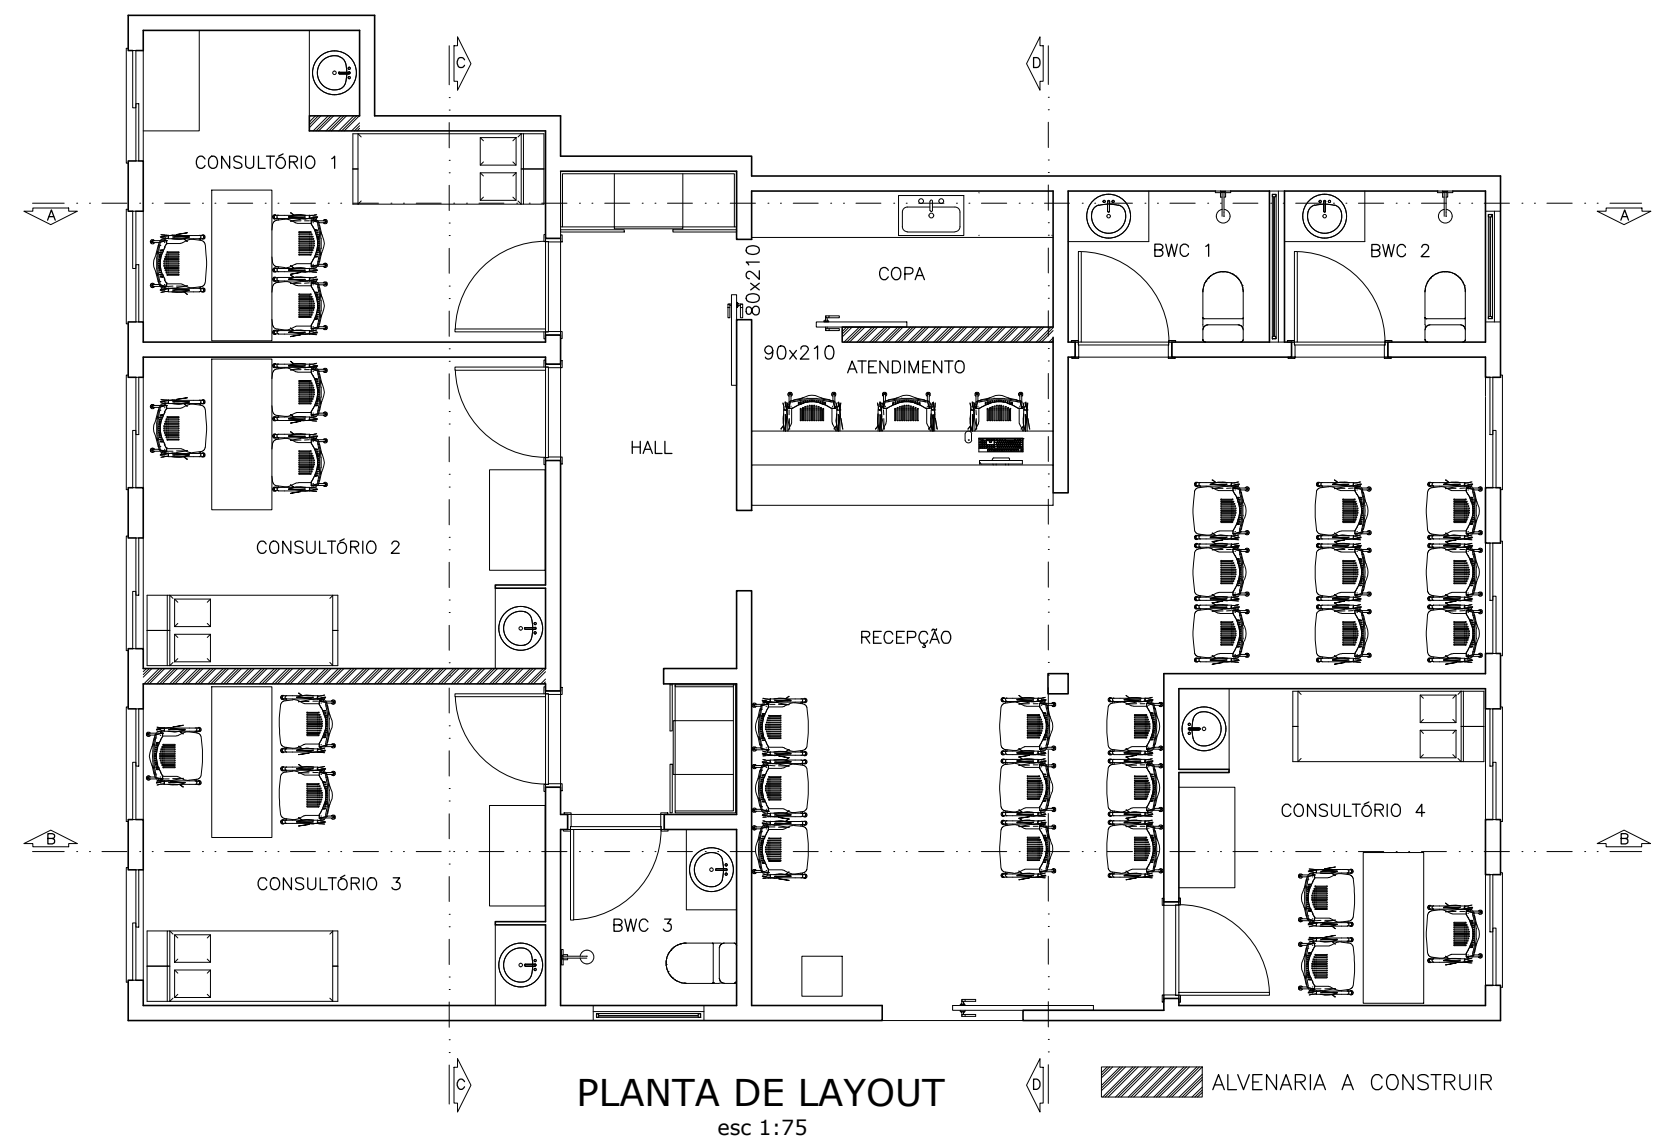 C
D
CONSULTÓRIO 1
A
A
BWC 1
BWC 2
COPA
80x210
90x210
ATENDIMENTO
HALL
CONSULTÓRIO 2
RECEPÇÃO
CONSULTÓRIO 4
B
B
CONSULTÓRIO 3
BWC 3
C
D
PLANTA DE LAYOUT
esc 1:75
ALVENARIA A CONSTRUIR